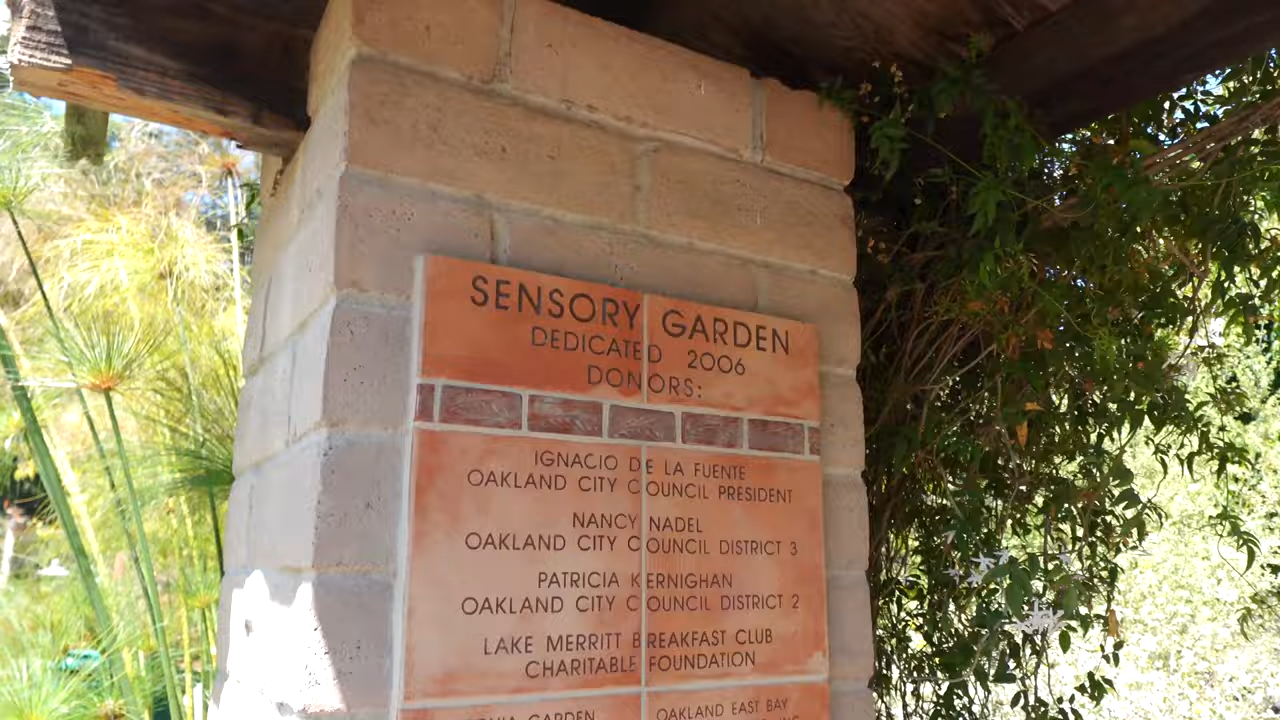 SENSORY GARDEN
DEDICATED 2006
DONORS:
IGNACIO DE LA FUENTE
OAKLAND CITY COUNCIL PRESIDENT
NANCY NADEL
OAKLAND CITY COUNCIL DISTRICT 3
PATRICIA KERNIGHAN
OAKLAND CITY COUNCIL DISTRICT 2
LAKE MERRITT BREAKFAST CLUB
CHARITABLE FOUNDATION
GARDEN
OAKLAND EAST BAY